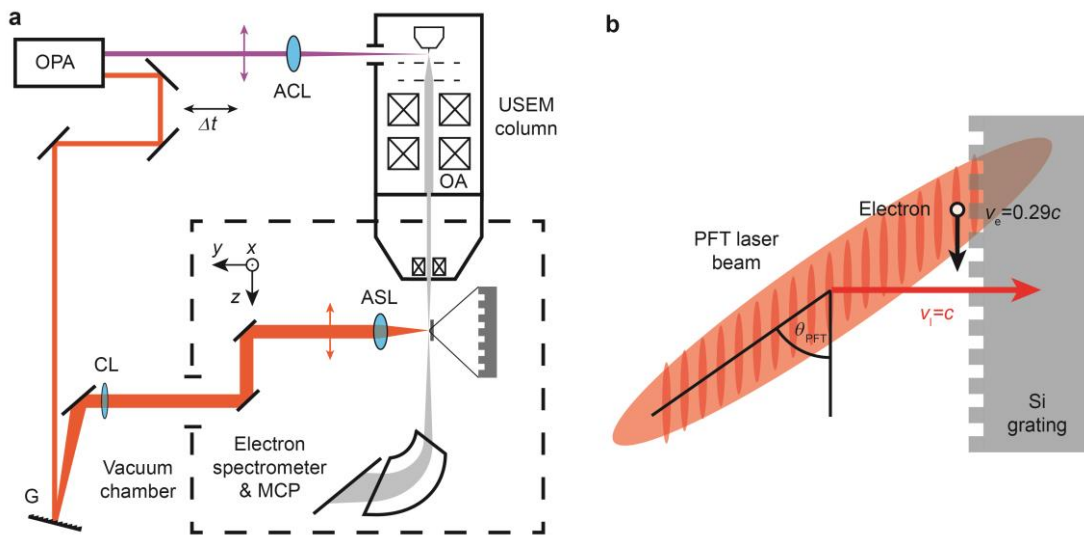 a
OPA
ACL
Δt
USEM
column
OA
y
x
z
ASL
CL
G
Vacuum
chamber
Electron
spectrometer
& MCP
b
Electron
vₑ=0.29c
PFT laser
beam
vₗ=c
θPFT
Si
grating